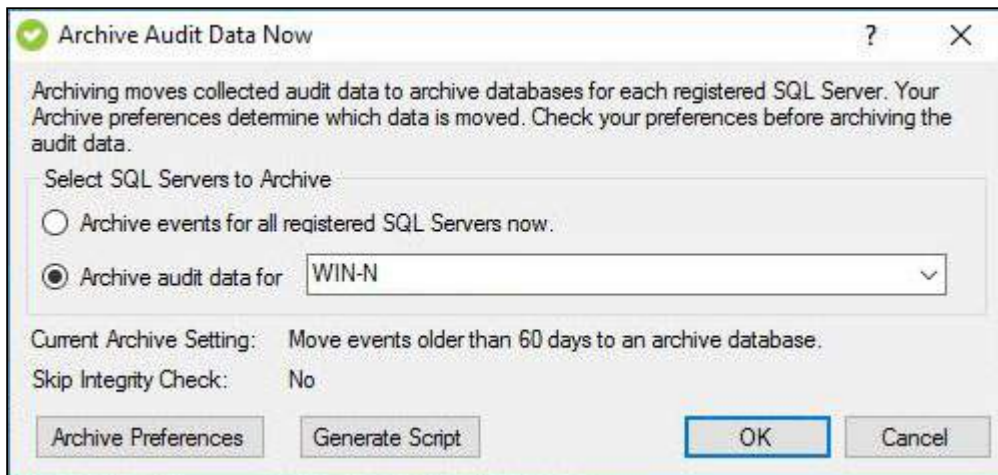 Archive Audit Data Now
?
Archiving moves collected audit data to archive databases for each registered SQL Server. Your
Archive preferences determine which data is moved. Check your preferences before archiving the
audit data.
Select SQL Servers to Archive
Archive events for all registered SQL Servers now.
Archive audit data for WIN-N
Current Archive Setting: Move events older than 60 days to an archive database.
Skip Integrity Check: No
Archive Preferences Generate Script OK Cancel